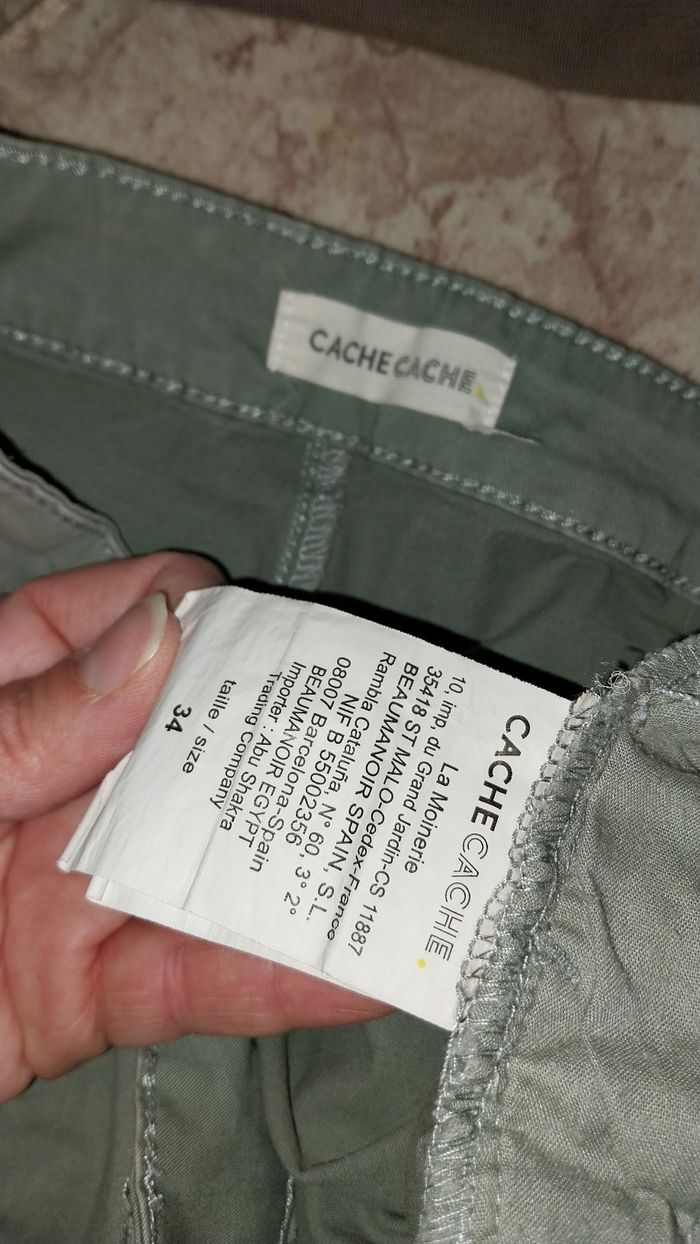 CACHE CACHE.
CACHE CACHE.
La Moinerie
10, imp. du Grand Jardin-CS 11887
35418 ST MALO-Cedex-France
BEAUMANOIR SPAIN, S.L.
Rambla Cataluña, N° 60, 3° 2°
NIF B 55002356,
08007 Barcelona-Spain
BEAUMANOIR EGYPT
Importer : Abu Shakra
Trading Company
taille / size
34